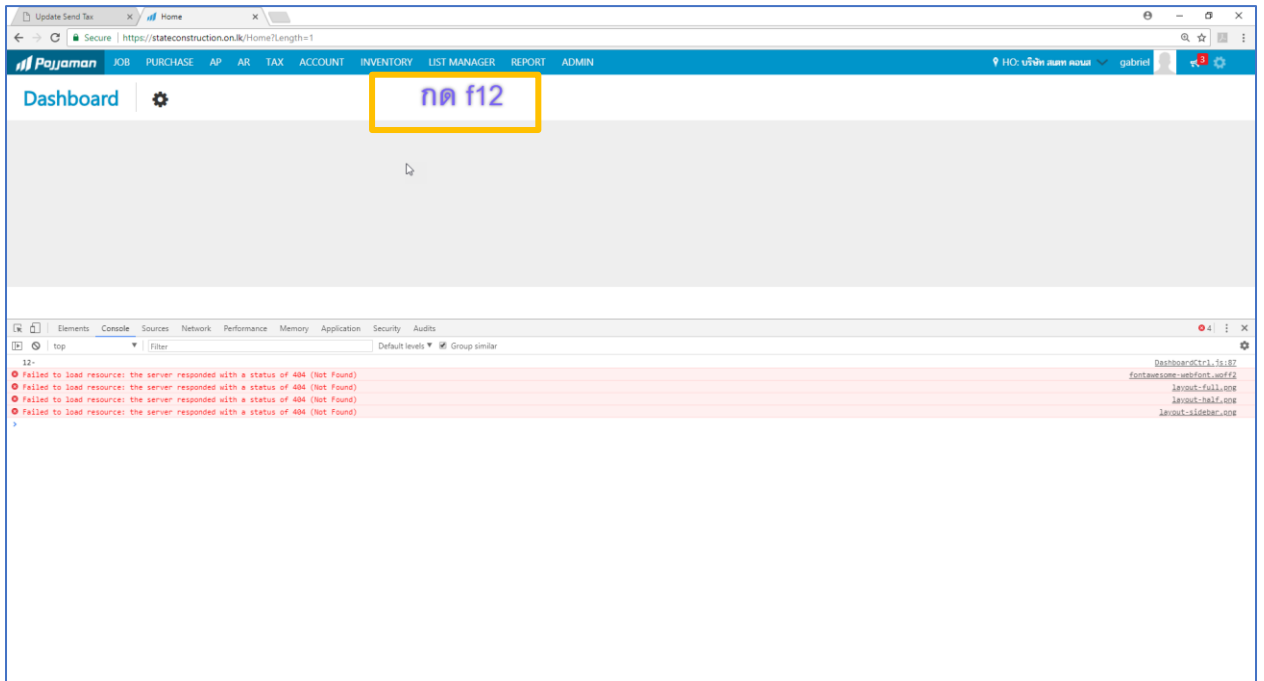 Update Send Tax
Home
Secure | https://stateconstruction.on.lk/Home?Length=1
Pojjaman JOB PURCHASE AP AR TAX ACCOUNT INVENTORY LIST MANAGER REPORT ADMIN HO: บริษัท สเตท คอนส gabriel 3
Dashboard
กด f12
Elements Console Sources Network Performance Memory Application Security Audits 4
top Filter Default levels Group similar
12- DashboardCtrl.js:87
Failed to load resource: the server responded with a status of 404 (Not Found) fontawesome-webfont.woff2
Failed to load resource: the server responded with a status of 404 (Not Found) layout-full.png
Failed to load resource: the server responded with a status of 404 (Not Found) layout-half.png
Failed to load resource: the server responded with a status of 404 (Not Found) layout-sidebar.png